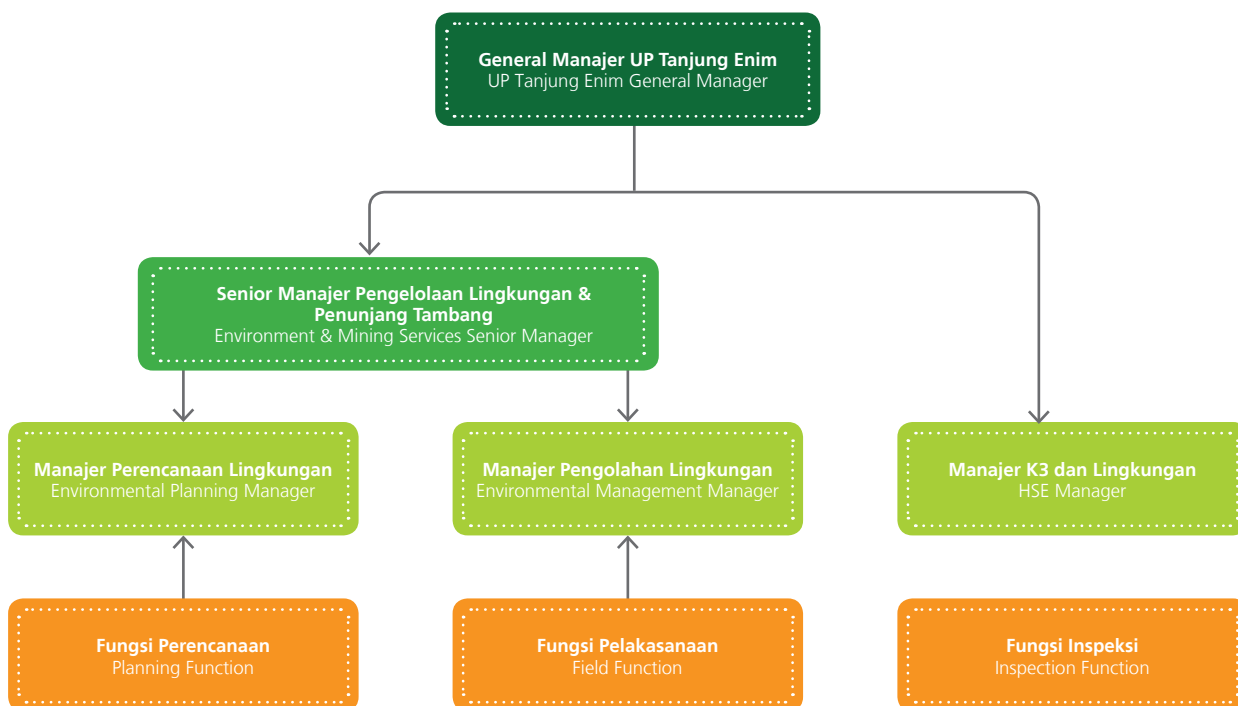 General Manajer UP Tanjung Enim
UP Tanjung Enim General Manager
Senior Manajer Pengelolaan Lingkungan &
Penunjang Tambang
Environment & Mining Services Senior Manager
Manajer Perencanaan Lingkungan
Environmental Planning Manager
Manajer Pengolahan Lingkungan
Environmental Management Manager
Manajer K3 dan Lingkungan
HSE Manager
Fungsi Perencanaan
Planning Function
Fungsi Pelakasanaan
Field Function
Fungsi Inspeksi
Inspection Function